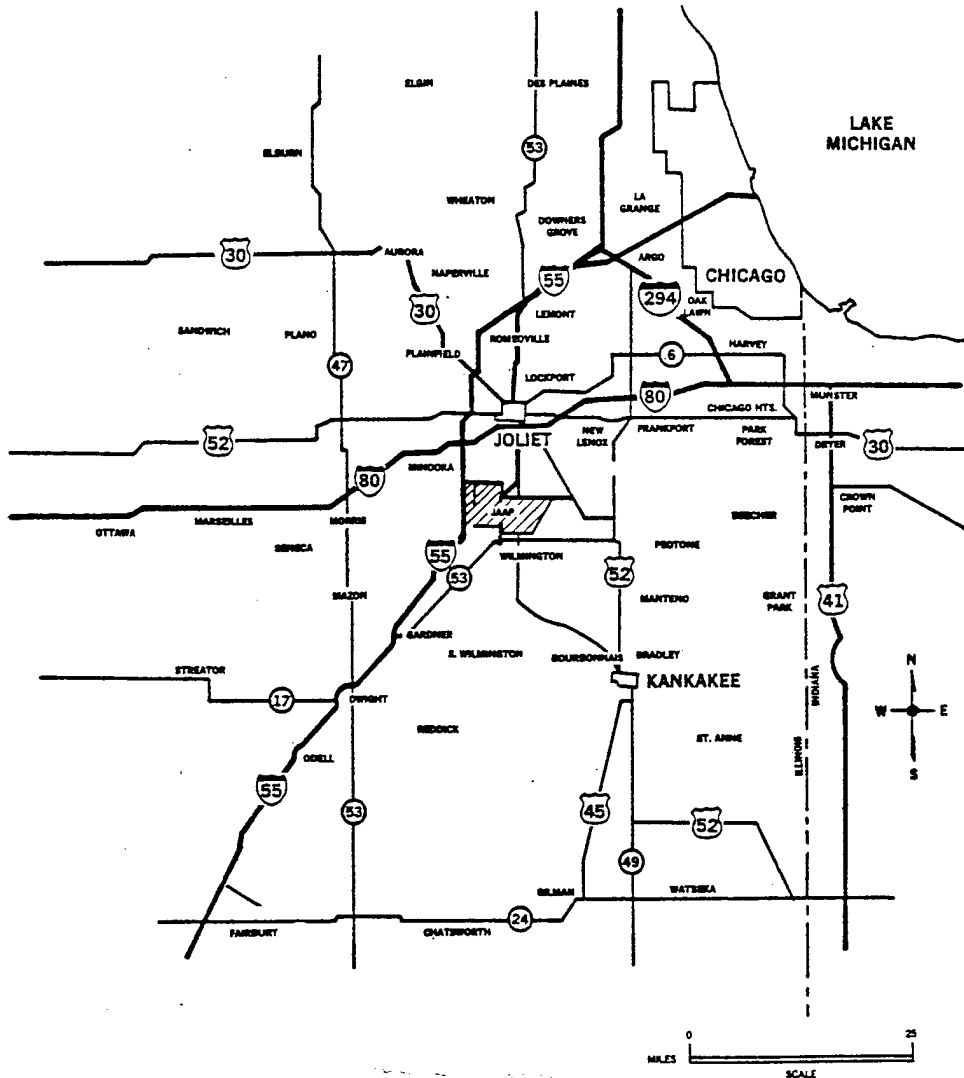 ELGIN
DES PLAINES
LAKE
MICHIGAN
ELBURN
53
WHEATON
LA
GRANGE
DOWNERS
GROVE
30
AURORA
ARGO
NAPERVILLE
55
CHICAGO
294
OAK
LAWN
30
LEMONT
SANDWICH
PLANO
ROMEOVILLE
HARVEY
PLAINFIELD
6
47
LOCKPORT
80
MUNSTER
CHICAGO HTS.
52
JOLIET
NEW
LENOX
FRANKFORT
PARK
FOREST
DRYER
30
MINOOKA
80
CROWN
POINT
JAAP
MARSEILLES
MORRIS
BEECHER
OTTAWA
SENECA
55
WILMINGTON
PEOTONE
53
52
MAZON
MANTENO
GRANT
PARK
41
GARDNER
S. WILMINGTON
BOURBONNAIS
BRADLEY
STREATOR
KANKAKEE
N
17
DWIGHT
INDIANA
W
E
REDDICK
ST. ANNE
ILLINOIS
ODELL
S
55
53
45
52
49
GILMAN
WATSEKA
24
FAIRBURY
CHATSWORTH
0
25
MILES
SCALE